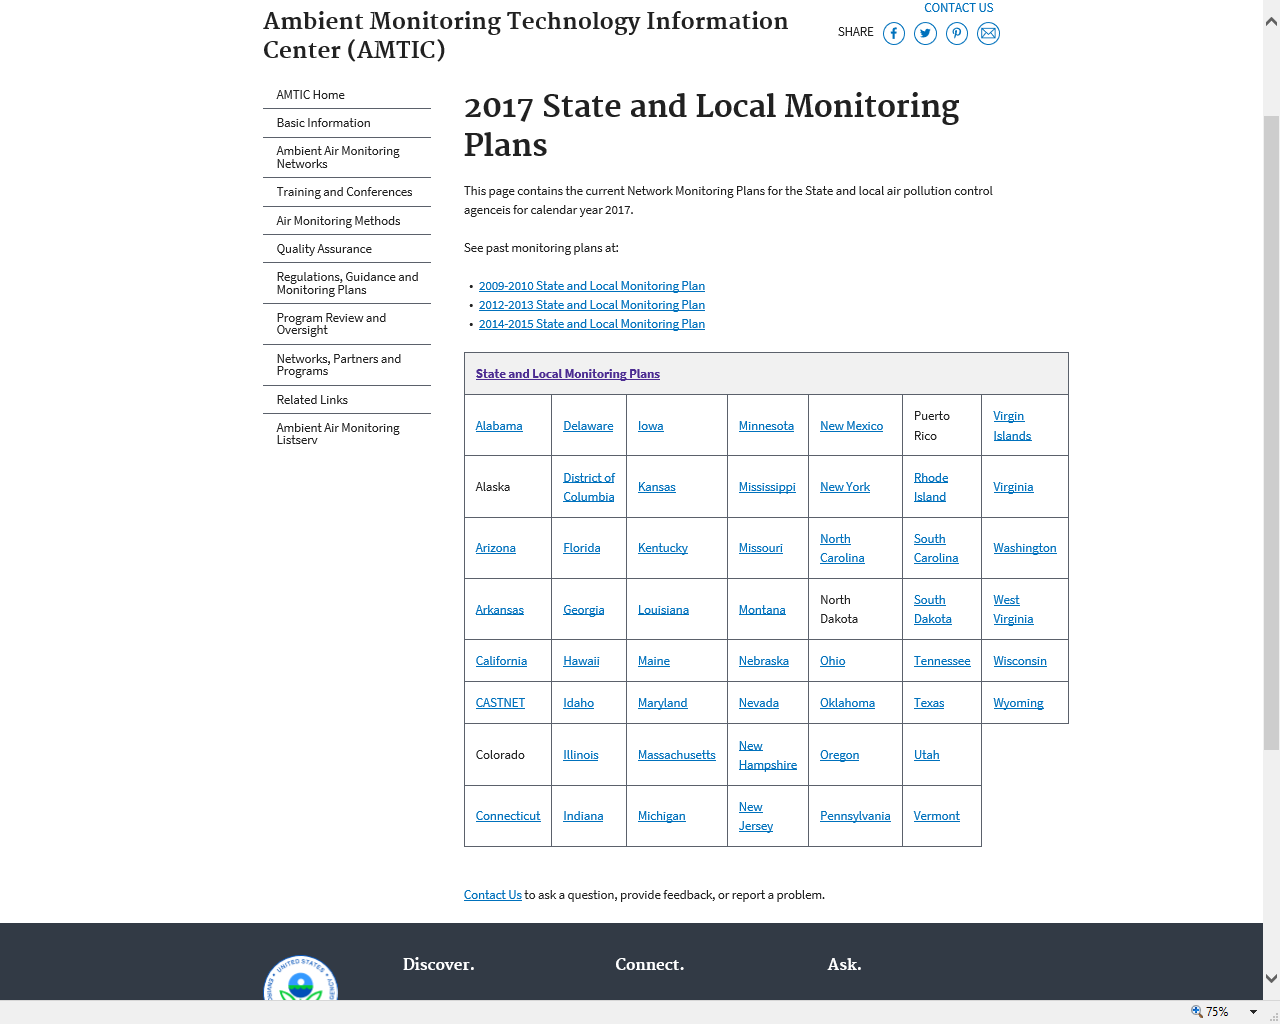 CONTACT US
Ambient Monitoring Technology Information
Center (AMTIC)
SHARE
AMTIC Home
Basic Information
Ambient Air Monitoring
Networks
Training and Conferences
Air Monitoring Methods
Quality Assurance
Regulations, Guidance and
Monitoring Plans
Program Review and
Oversight
Networks, Partners and
Programs
Related Links
Ambient Air Monitoring
Listserv
2017 State and Local Monitoring
Plans
This page contains the current Network Monitoring Plans for the State and local air pollution control
agenceis for calendar year 2017.
See past monitoring plans at:
• 2009-2010 State and Local Monitoring Plan
• 2012-2013 State and Local Monitoring Plan
• 2014-2015 State and Local Monitoring Plan
State and Local Monitoring Plans
Alabama Delaware Iowa Minnesota New Mexico Puerto Rico Virgin Islands
Alaska District of Columbia Kansas Mississippi New York Rhode Island Virginia
Arizona Florida Kentucky Missouri North Carolina South Carolina Washington
Arkansas Georgia Louisiana Montana North Dakota South Dakota West Virginia
California Hawaii Maine Nebraska Ohio Tennessee Wisconsin
CASTNET Idaho Maryland Nevada Oklahoma Texas Wyoming
Colorado Illinois Massachusetts New Hampshire Oregon Utah
Connecticut Indiana Michigan New Jersey Pennsylvania Vermont
Contact Us to ask a question, provide feedback, or report a problem.
UNITED STATES
Discover. Connect. Ask.
75%